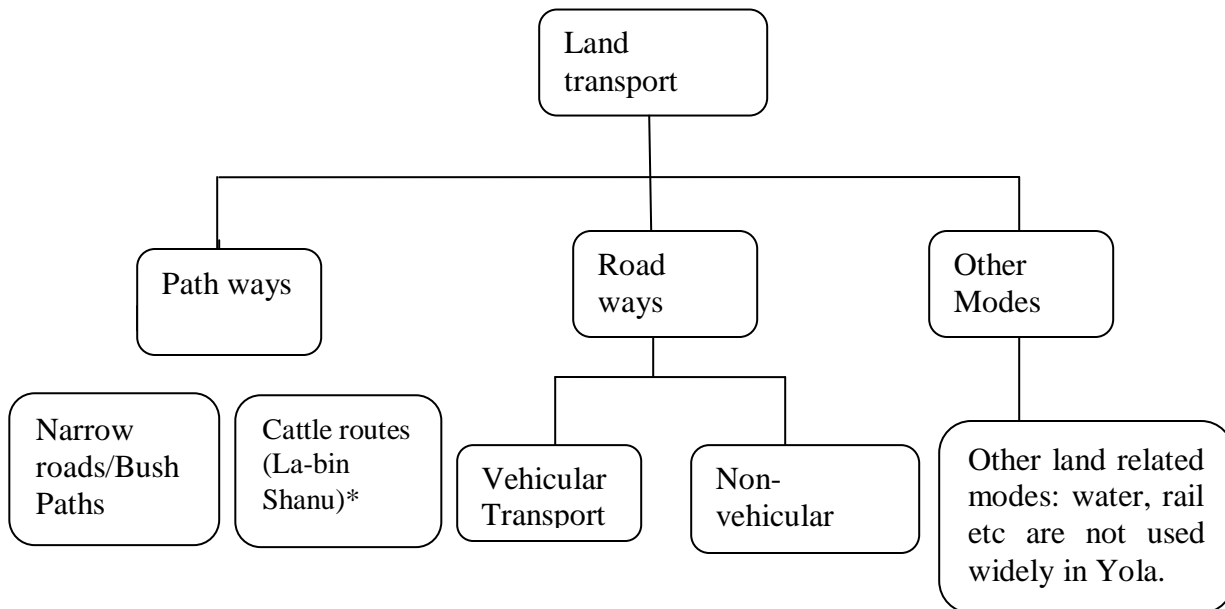 Land
transport
Path ways
Road
ways
Other
Modes
Narrow
roads/Bush
Paths
Cattle routes
(La-bin
Shanu)*
Vehicular
Transport
Non-
vehicular
Other land related
modes: water, rail
etc are not used
widely in Yola.